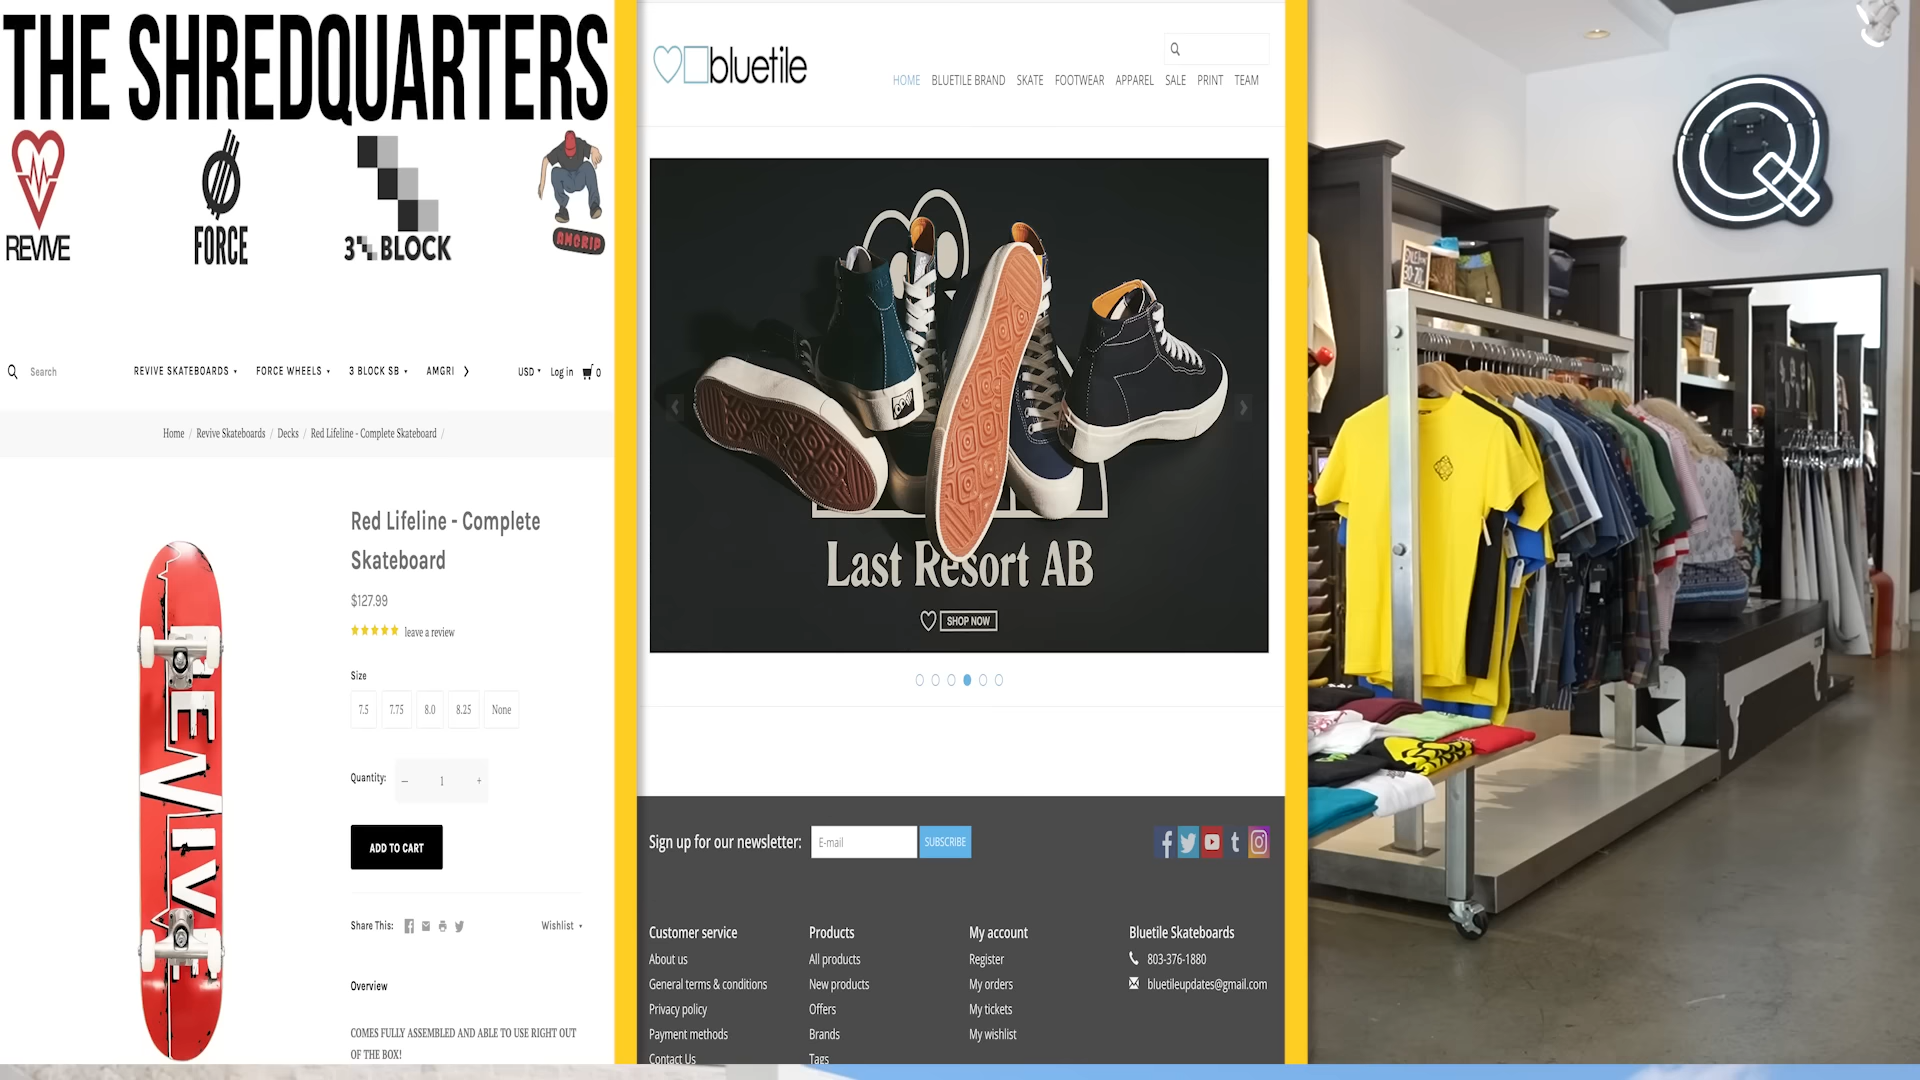 THE SHREDQUARTERS
REVIVE
FORCE
3 BLOCK
AMGRIP
Search
REVIVE SKATEBOARDS
FORCE WHEELS
3 BLOCK SB
AMGRI
USD
Log in
0
Home / Revive Skateboards / Decks / Red Lifeline - Complete Skateboard /
REVIVE
Red Lifeline - Complete
Skateboard
$127.99
leave a review
Size
7.5
7.75
8.0
8.25
None
Quantity:
–
1
+
ADD TO CART
Share This:
Wishlist
Overview
COMES FULLY ASSEMBLED AND ABLE TO USE RIGHT OUT
OF THE BOX!
bluetile
HOME BLUETILE BRAND SKATE FOOTWEAR APPAREL SALE PRINT TEAM
Last Resort AB
SHOP NOW
Sign up for our newsletter:
E-mail
SUBSCRIBE
Customer service
About us
General terms & conditions
Privacy policy
Payment methods
Contact Us
Products
All products
New products
Offers
Brands
Tags
My account
Register
My orders
My tickets
My wishlist
Bluetile Skateboards
803-376-1880
bluetileupdates@gmail.com
Q